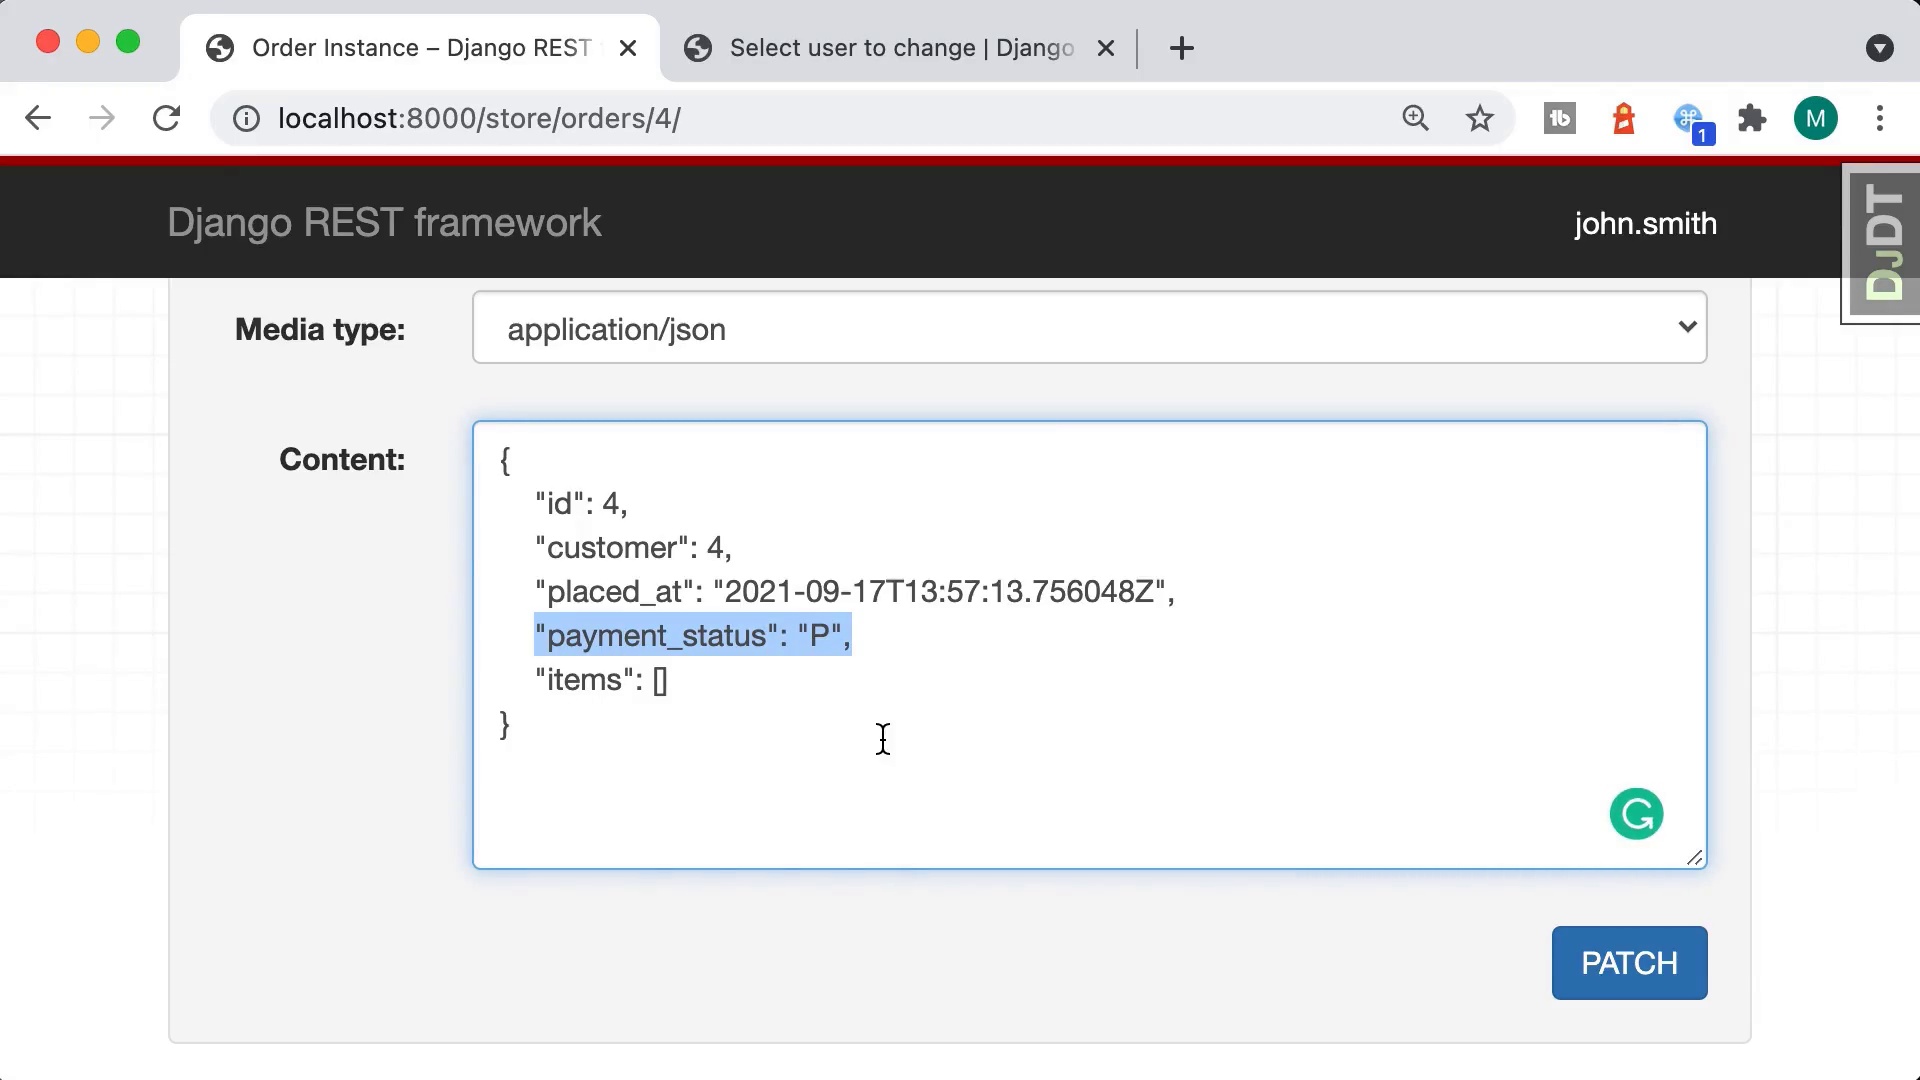 Order Instance – Django REST
Select user to change | Django
localhost:8000/store/orders/4/
1
M
Django REST framework
john.smith
DJDT
Media type:
application/json
Content:
{
"id": 4,
"customer": 4,
"placed_at": "2021-09-17T13:57:13.756048Z",
"payment_status": "P",
"items": []
}
PATCH